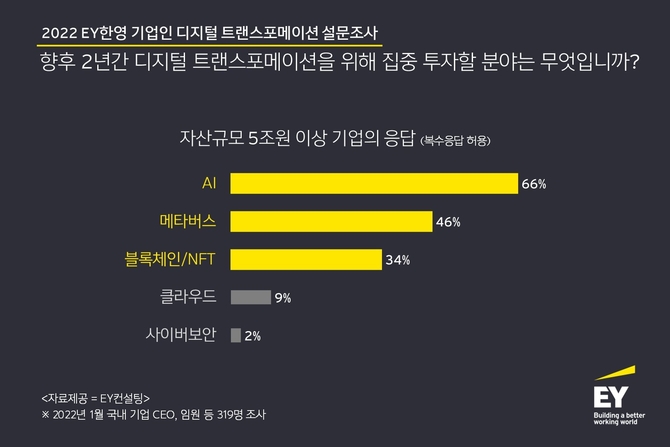 2022 EY한영 기업인 디지털 트랜스포메이션 설문조사
향후 2년간 디지털 트랜스포메이션을 위해 집중 투자할 분야는 무엇입니까?
자산규모 5조원 이상 기업의 응답 (복수응답 허용)
AI 66%
메타버스 46%
블록체인/NFT 34%
클라우드 9%
사이버보안 2%
<자료제공 = EY컨설팅>
※ 2022년 1월 국내 기업 CEO, 임원 등 319명 조사
EY
Building a better
working world